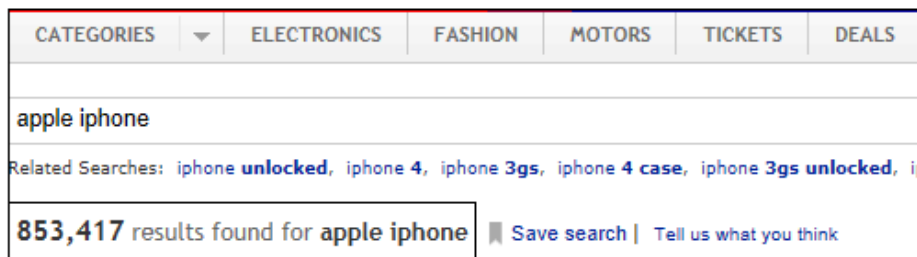 CATEGORIES ELECTRONICS FASHION MOTORS TICKETS DEALS
apple iphone
Related Searches: iphone unlocked, iphone 4, iphone 3gs, iphone 4 case, iphone 3gs unlocked,
853,417 results found for apple iphone Save search | Tell us what you think